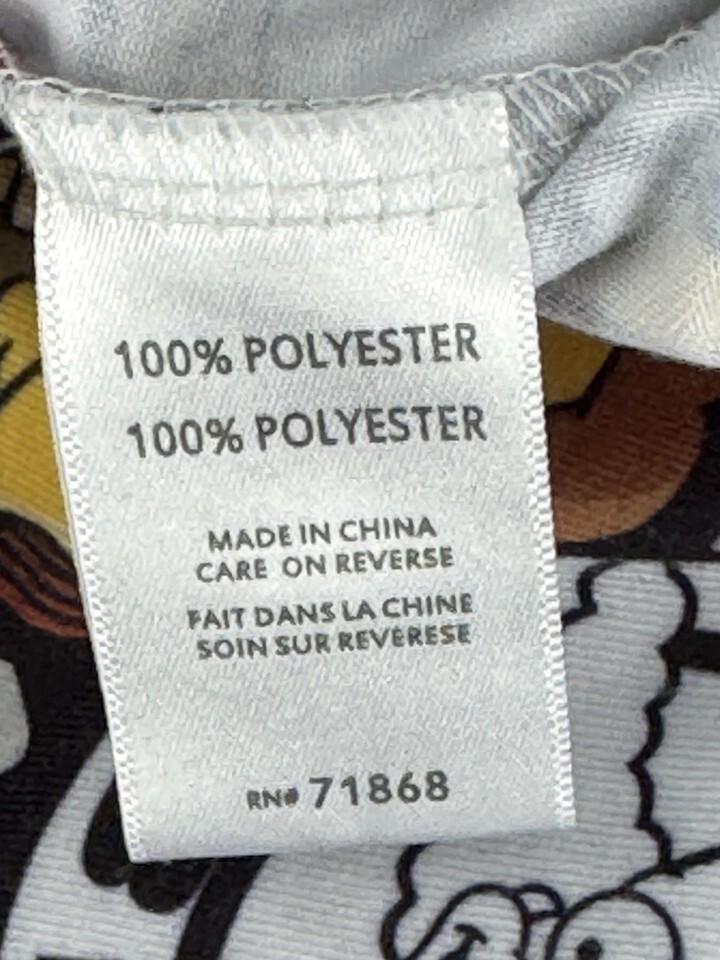 100% POLYESTER
100% POLYESTER
MADE IN CHINA
CARE ON REVERSE
FAIT DANS LA CHINE
SOIN SUR REVERESE
RN# 71868